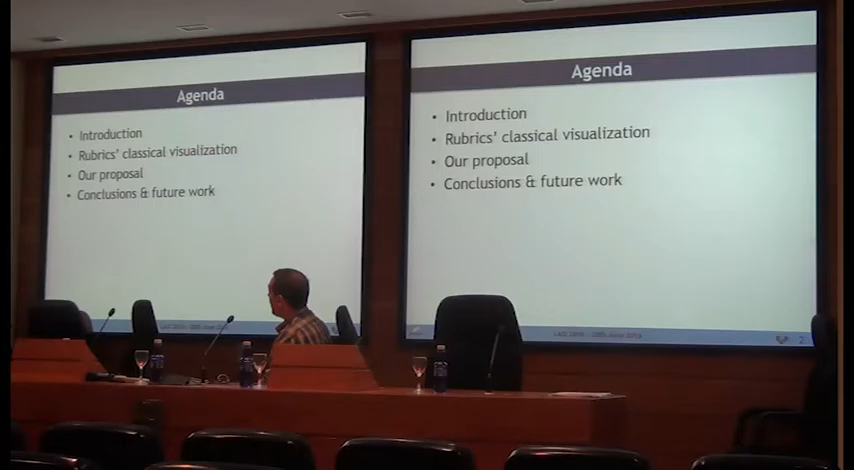 Agenda
• Introduction
• Rubrics' classical visualization
• Our proposal
• Conclusions & future work
Agenda
• Introduction
• Rubrics' classical visualization
• Our proposal
• Conclusions & future work
2